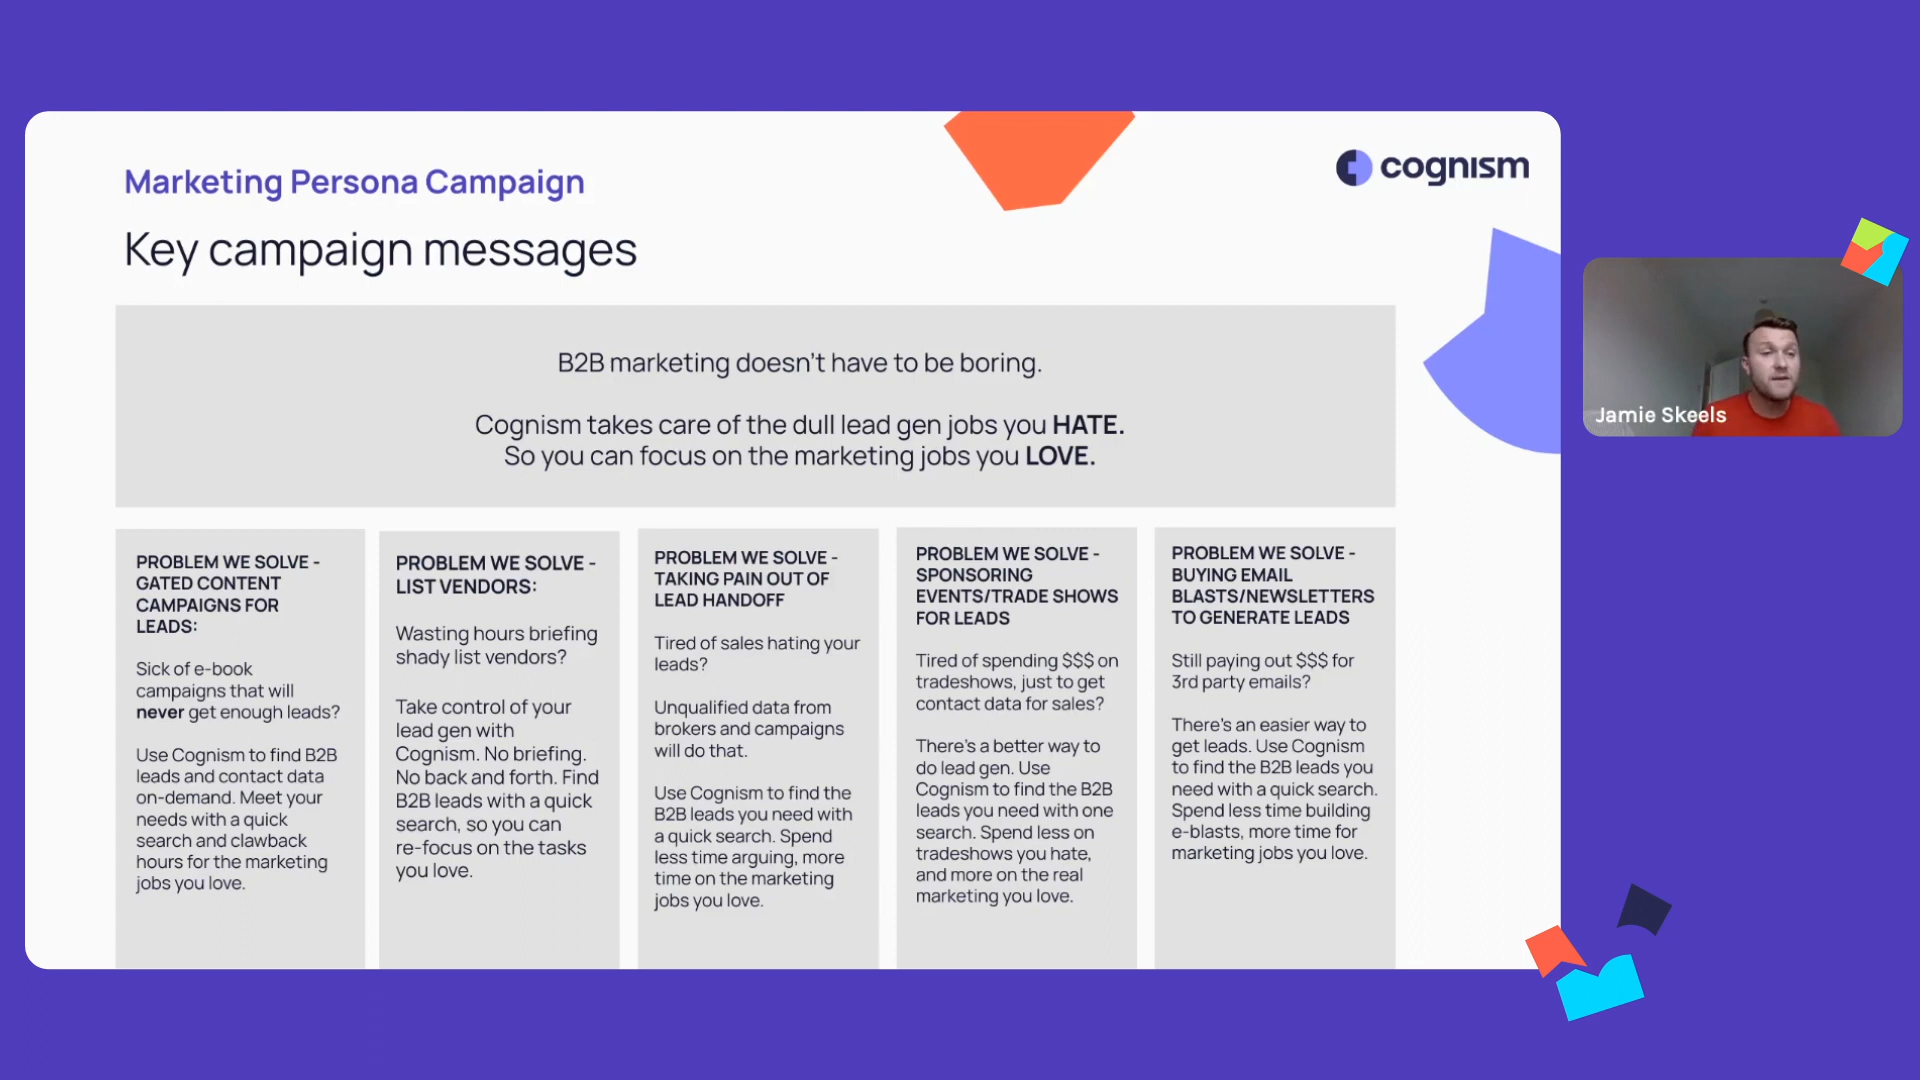 Marketing Persona Campaign
cognism
Key campaign messages
B2B marketing doesn't have to be boring.
Cognism takes care of the dull lead gen jobs you HATE.
So you can focus on the marketing jobs you LOVE.
PROBLEM WE SOLVE -
GATED CONTENT
CAMPAIGNS FOR
LEADS:
Sick of e-book
campaigns that will
never get enough leads?
Use Cognism to find B2B
leads and contact data
on-demand. Meet your
needs with a quick
search and clawback
hours for the marketing
jobs you love.
PROBLEM WE SOLVE -
LIST VENDORS:
Wasting hours briefing
shady list vendors?
Take control of your
lead gen with
Cognism. No briefing.
No back and forth. Find
B2B leads with a quick
search, so you can
re-focus on the tasks
you love.
PROBLEM WE SOLVE -
TAKING PAIN OUT OF
LEAD HANDOFF
Tired of sales hating your
leads?
Unqualified data from
brokers and campaigns
will do that.
Use Cognism to find the
B2B leads you need with
a quick search. Spend
less time arguing, more
time on the marketing
jobs you love.
PROBLEM WE SOLVE -
SPONSORING
EVENTS/TRADE SHOWS
FOR LEADS
Tired of spending $$$ on
tradeshows, just to get
contact data for sales?
There's a better way to
do lead gen. Use
Cognism to find the B2B
leads you need with one
search. Spend less on
tradeshows you hate,
and more on the real
marketing you love.
PROBLEM WE SOLVE -
BUYING EMAIL
BLASTS/NEWSLETTERS
TO GENERATE LEADS
Still paying out $$$ for
3rd party emails?
There's an easier way to
get leads. Use Cognism
to find the B2B leads you
need with a quick search.
Spend less time building
e-blasts, more time for
marketing jobs you love.
Jamie Skeels